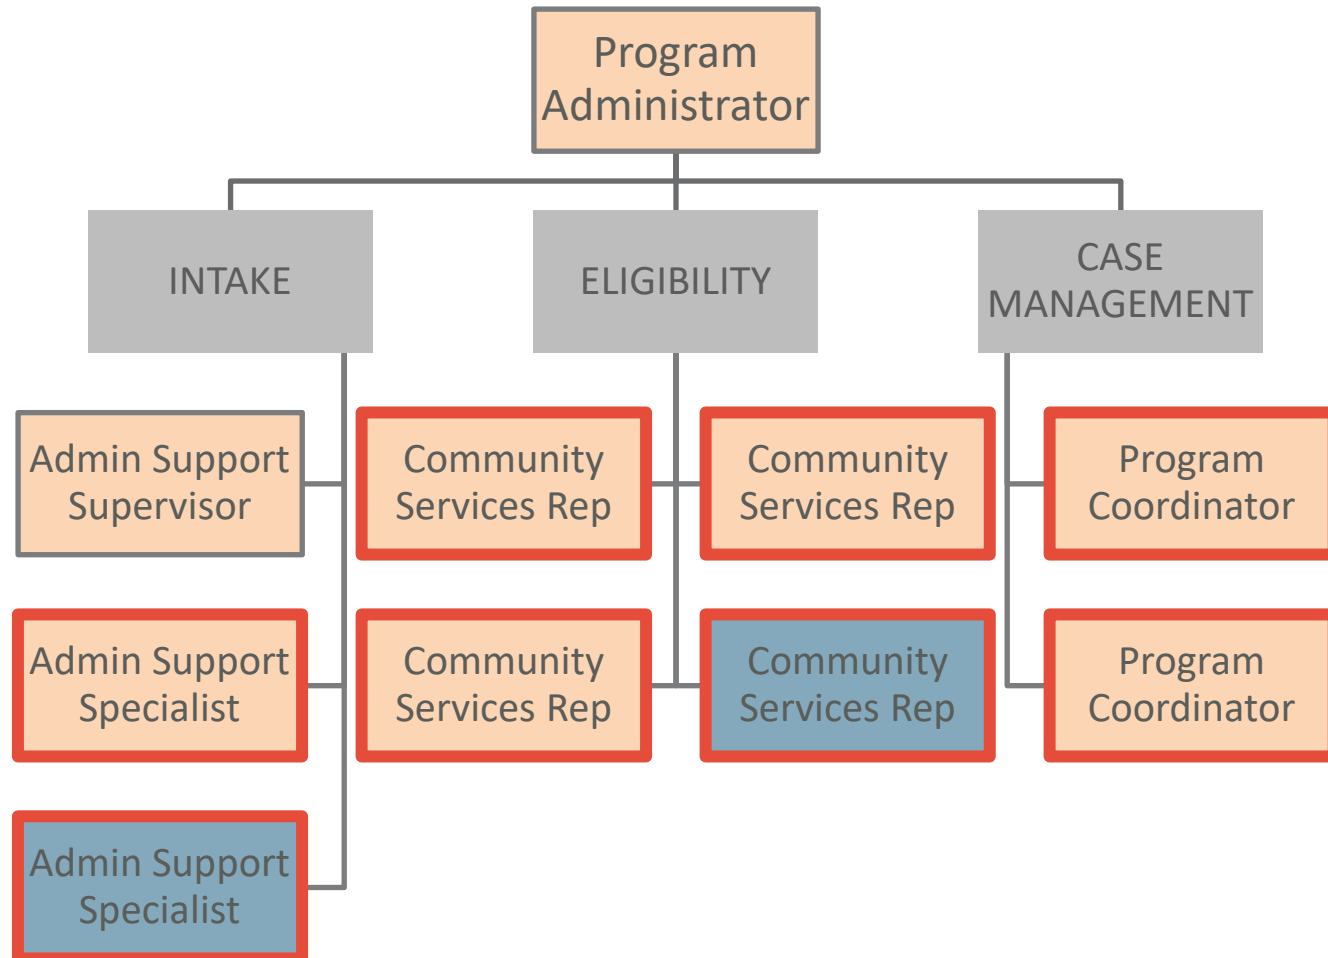 Program
Administrator
INTAKE
ELIGIBILITY
CASE
MANAGEMENT
Admin Support
Supervisor
Community
Services Rep
Community
Services Rep
Program
Coordinator
Admin Support
Specialist
Community
Services Rep
Community
Services Rep
Program
Coordinator
Admin Support
Specialist